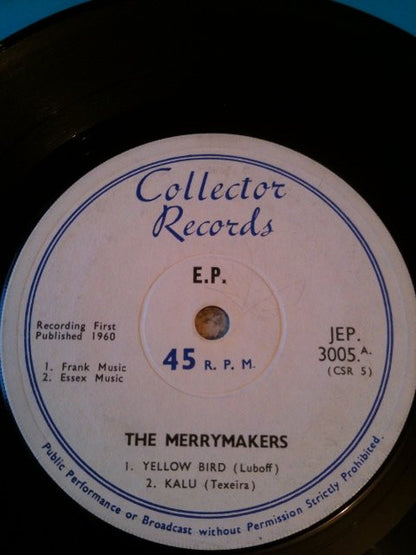 Collector
Records
E.P.
Recording First
Published 1960
1. Frank Music
2. Essex Music
45 R. P. M.
JEP.
3005.A.
(CSR 5)
THE MERRYMAKERS
1. YELLOW BIRD (Luboff)
2. KALU (Texeira)
Public Performance or Broadcast without Permission Strictly Prohibited.